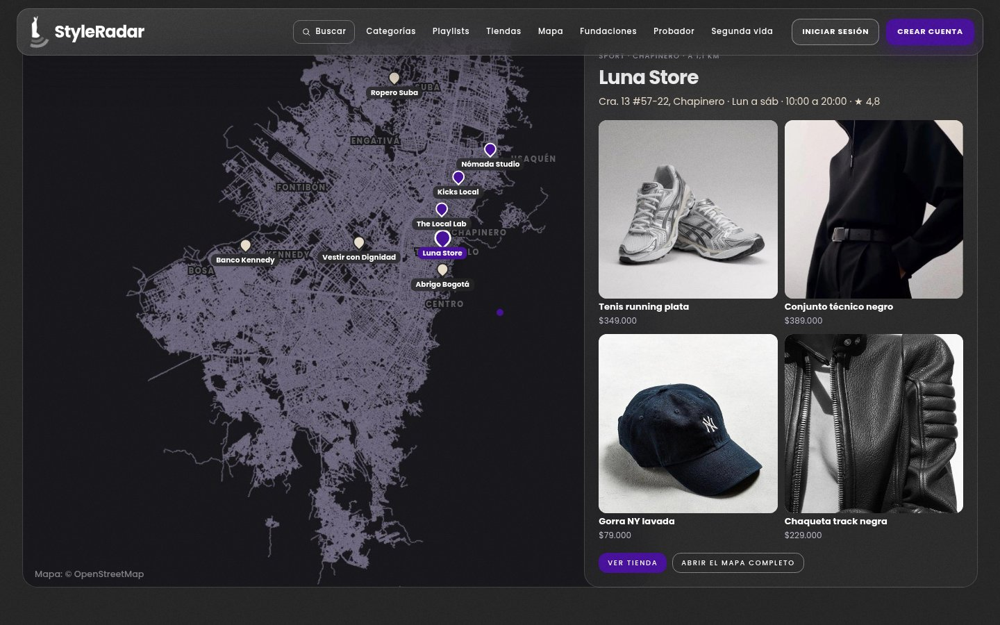 StyleRadar
Buscar
Categorías
Playlists
Tiendas
Mapa
Fundaciones
Probador
Segunda vida
INICIAR SESIÓN
CREAR CUENTA
Ropero Suba
SUBA
ENGATIVÁ
USAQUÉN
Nómada Studio
FONTIBÓN
Kicks Local
The Local Lab
CHAPINERO
Luna Store
KENNEDY
Vestir con Dignidad
Banco Kennedy
BOSA
Abrigo Bogotá
CENTRO
Mapa: © OpenStreetMap
SPORT · CHAPINERO · A 1,1 KM
Luna Store
Cra. 13 #57-22, Chapinero · Lun a sáb · 10:00 a 20:00 · ★ 4,8
Tenis running plata
$349.000
Conjunto técnico negro
$389.000
NY
Gorra NY lavada
$79.000
Chaqueta track negra
$229.000
VER TIENDA
ABRIR EL MAPA COMPLETO